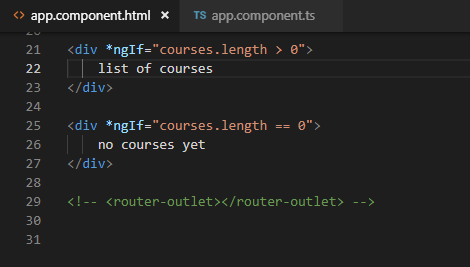 app.component.html × TS app.component.ts
20
21 <div *ngIf="courses.length > 0">
22 list of courses
23 </div>
24
25 <div *ngIf="courses.length == 0">
26 no courses yet
27 </div>
28
29 <!-- <router-outlet></router-outlet> -->
30
31